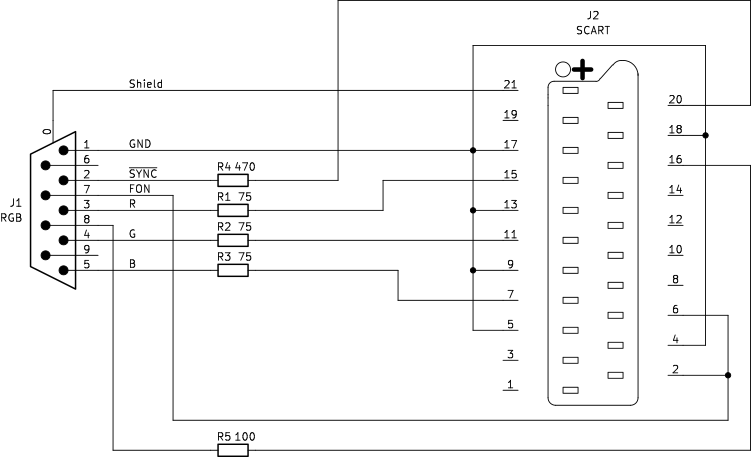 J2
SCART
Shield
21
20
0
19
1
GND
17
18
6
SYNC
R4 470
16
2
FON
15
7
R1 75
14
J1
3
R
13
RGB
8
R2 75
12
4
G
11
9
R3 75
10
5
B
9
8
7
6
5
4
3
2
1
R5 100